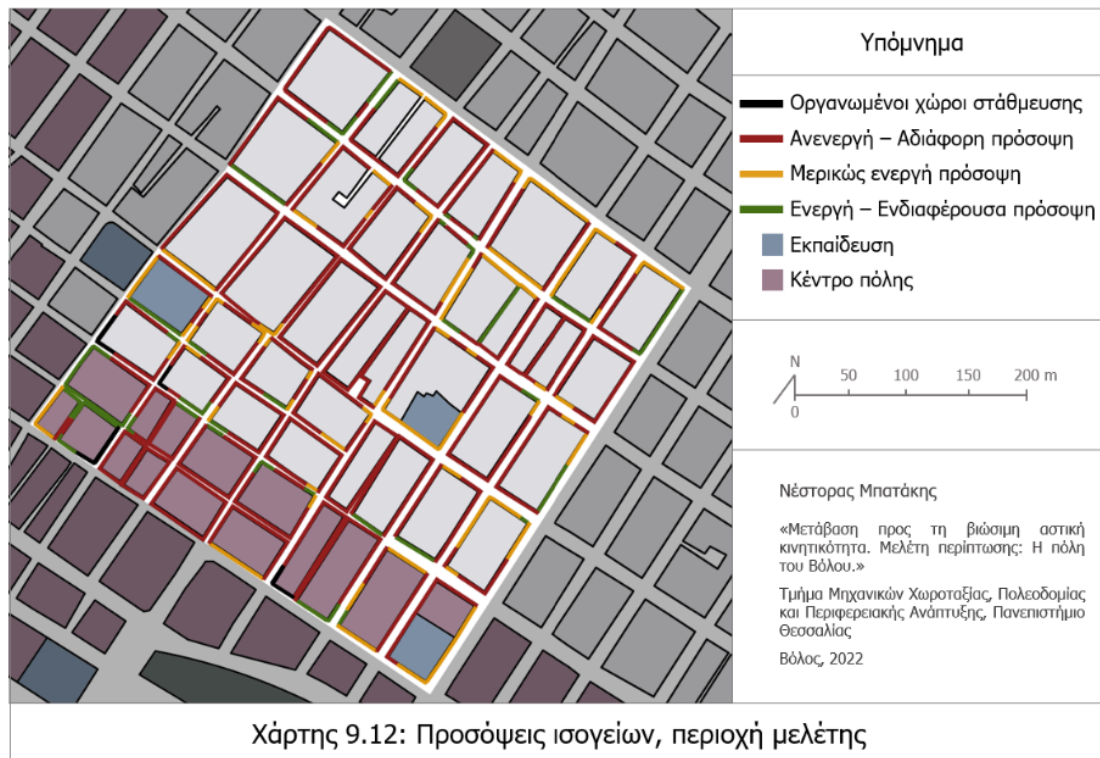 Υπόμνημα
Οργανωμένοι χώροι στάθμευσης
Ανενεργή – Αδιάφορη πρόσοψη
Μερικώς ενεργή πρόσοψη
Ενεργή – Ενδιαφέρουσα πρόσοψη
Εκπαίδευση
Κέντρο πόλης
N
0 50 100 150 200 m
Νέστορας Μπατάκης
«Μετάβαση προς τη βιώσιμη αστική
κινητικότητα. Μελέτη περίπτωσης: Η πόλη
του Βόλου.»
Τμήμα Μηχανικών Χωροταξίας, Πολεοδομίας
και Περιφερειακής Ανάπτυξης, Πανεπιστήμιο
Θεσσαλίας
Βόλος, 2022
Χάρτης 9.12: Προσόψεις ισογείων, περιοχή μελέτης